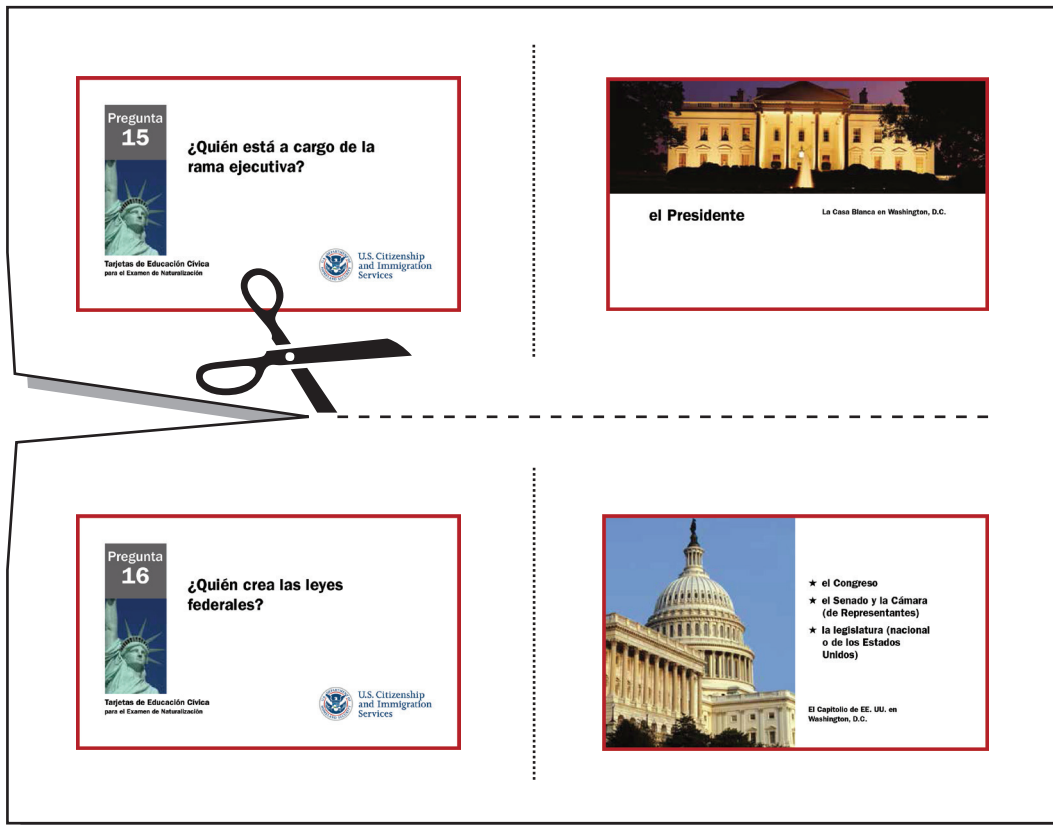 Pregunta
15
¿Quién está a cargo de la
rama ejecutiva?
Tarjetas de Educación Cívica
para el Examen de Naturalización
U.S. Citizenship
and Immigration
Services
el Presidente
La Casa Blanca en Washington, D.C.
Pregunta
16
¿Quién crea las leyes
federales?
Tarjetas de Educación Cívica
para el Examen de Naturalización
U.S. Citizenship
and Immigration
Services
★ el Congreso
★ el Senado y la Cámara
(de Representantes)
★ la legislatura (nacional
o de los Estados
Unidos)
El Capitolio de EE. UU. en
Washington, D.C.